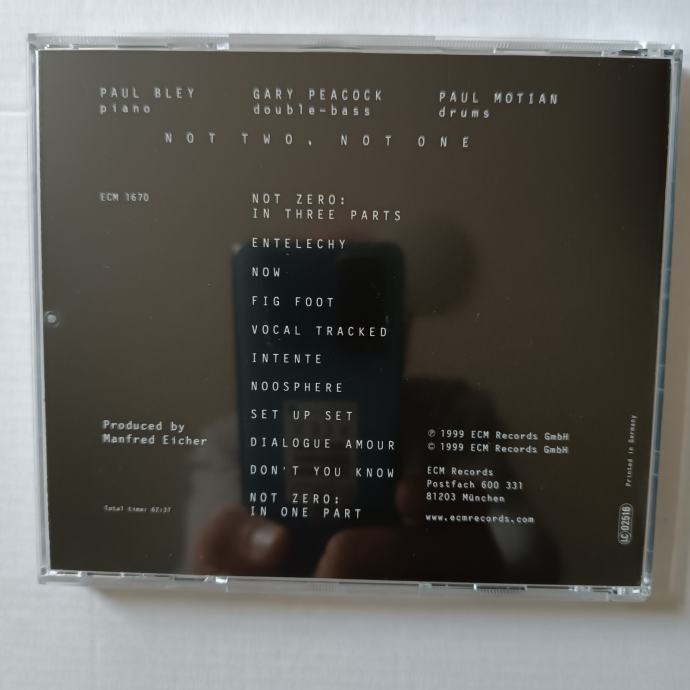 PAUL BLEY
piano
GARY PEACOCK
double-bass
PAUL MOTIAN
drums
NOT TWO, NOT ONE
ECM 1670
NOT ZERO:
IN THREE PARTS
ENTELECHY
NOW
FIG FOOT
VOCAL TRACKED
INTENTE
NOOSPHERE
SET UP SET
DIALOGUE AMOUR
DON'T YOU KNOW
NOT ZERO:
IN ONE PART
Produced by
Manfred Eicher
Total time:
℗ 1999 ECM Records GmbH
© 1999 ECM Records GmbH
ECM Records
Postfach 600 331
81203 München
www.ecmrecords.com
Printed in Germany
LC 02516